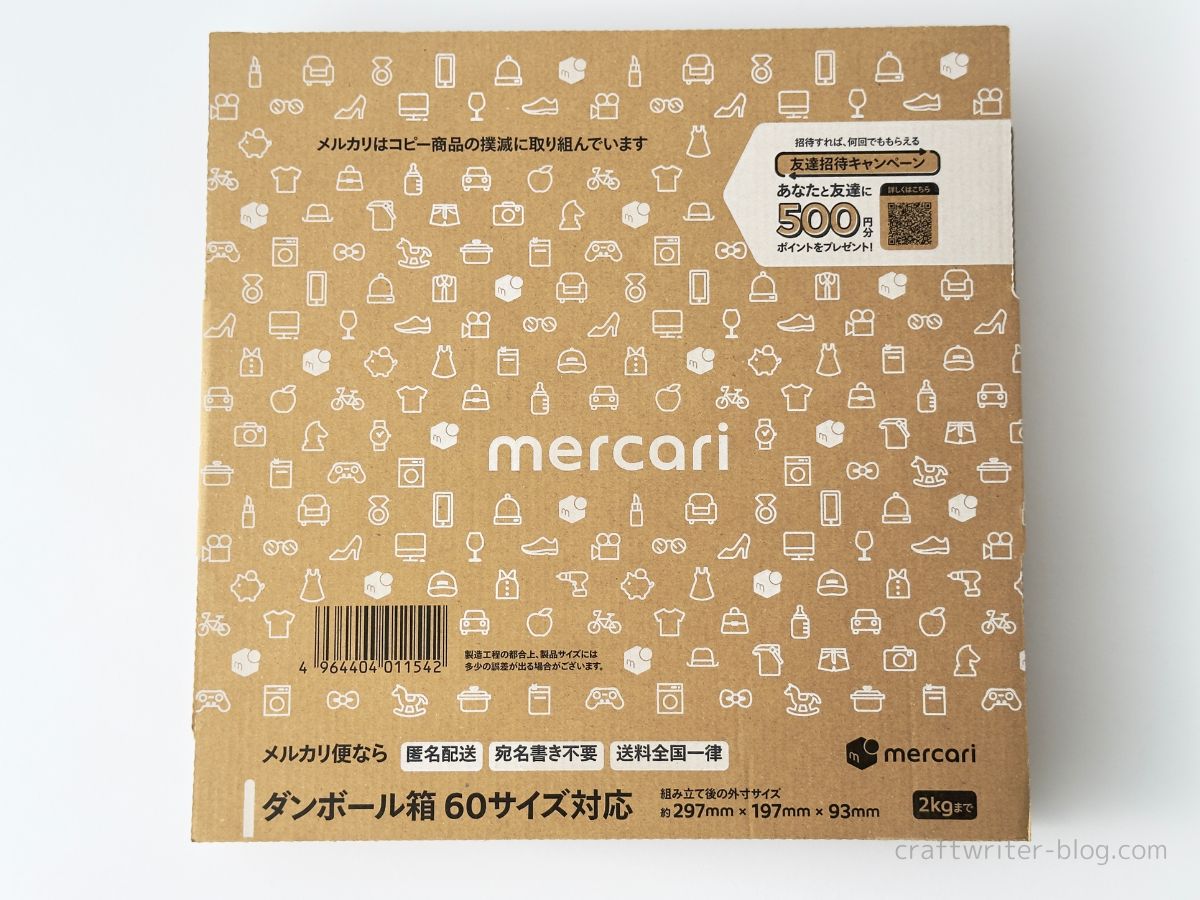 メルカリはコピー商品の撲滅に取り組んでいます
招待すれば、何回でももらえる
友達招待キャンペーン
あなたと友達に
500円分
ポイントをプレゼント!
詳しくはこちら
mercari
4 964404 011542
製造工程の都合上、製品サイズには
多少の誤差が出る場合がございます。
メルカリ便なら 匿名配送 宛名書き不要 送料全国一律
mercari
ダンボール箱 60サイズ対応
組み立て後の外寸サイズ
約297mm × 197mm × 93mm
2kgまで
craftwriter-blog.com